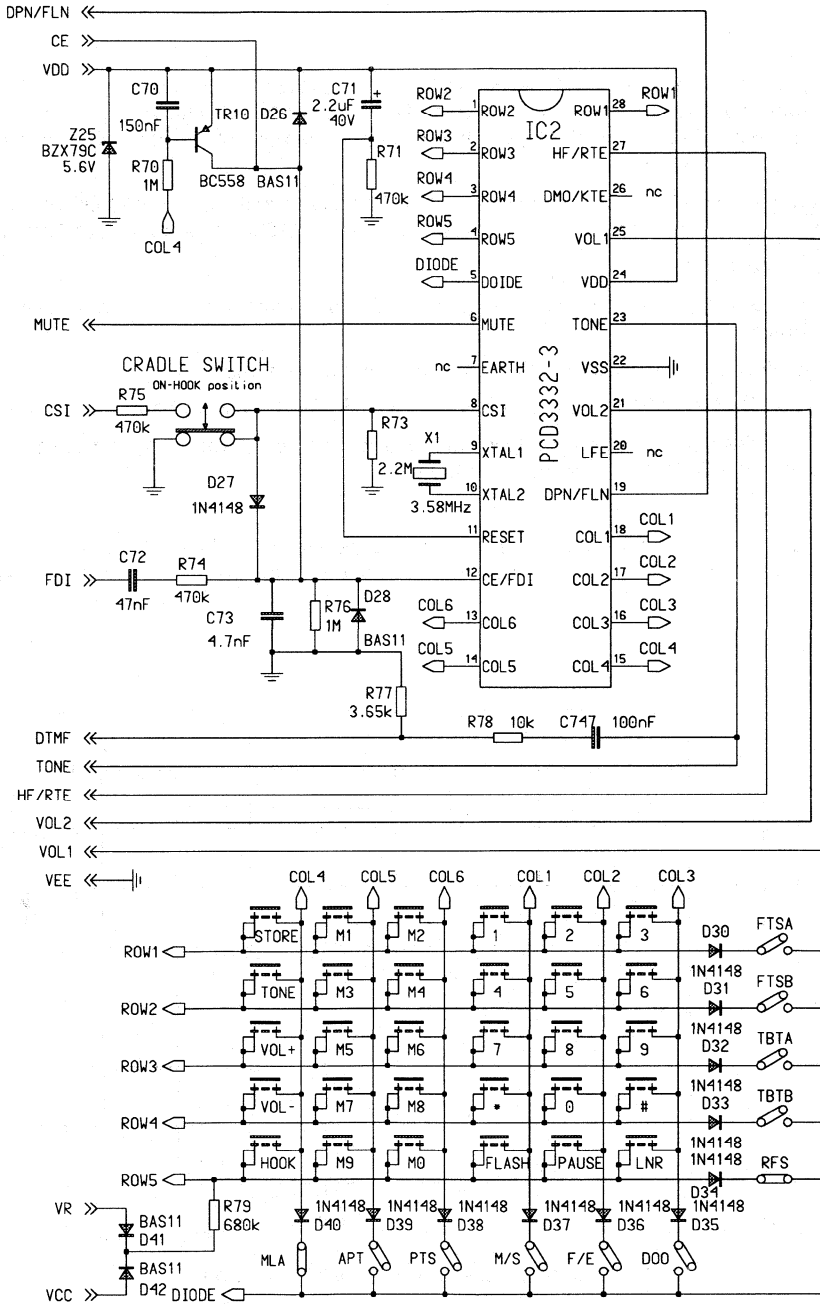 DPN/FLN
CE
VDD
C70
150nF
TR10
D26
C71
+
2.2uF
40V
Z25
BZX79C
5.6V
R70
1M
BC558
BAS11
R71
470k
COL4
ROW2
1
ROW2
ROW1
28
ROW1
IC2
ROW3
2
ROW3
HF/RTE
27
ROW4
3
ROW4
DMO/KTE
26
nc
ROW5
4
ROW5
VOL1
25
DIODE
5
DOIDE
VDD
24
MUTE
6
MUTE
TONE
23
CRADLE SWITCH
ON-HOOK position
nc
7
EARTH
VSS
22
PCD3332-3
CSI
R75
470k
8
CSI
VOL2
21
R73
2.2M
X1
3.58MHz
9
XTAL1
LFE
20
nc
D27
1N4148
10
XTAL2
DPN/FLN
19
11
RESET
COL1
18
COL1
FDI
C72
47nF
R74
470k
12
CE/FDI
COL2
17
COL2
C73
4.7nF
R76
1M
D28
BAS11
COL6
13
COL6
COL3
16
COL3
COL5
14
COL5
COL4
15
COL4
R77
3.65k
R78
10k
C747
100nF
DTMF
TONE
HF/RTE
VOL2
VOL1
VEE
COL4 COL5 COL6 COL1 COL2 COL3
ROW1 STORE M1 M2 1 2 3 D30 1N4148 FTSA
ROW2 TONE M3 M4 4 5 6 D31 1N4148 FTSB
ROW3 VOL+ M5 M6 7 8 9 D32 1N4148 TBTA
ROW4 VOL- M7 M8 * 0 # D33 1N4148 TBTB
ROW5 HOOK M9 M0 FLASH PAUSE LNR 1N4148 D34 RFS
VR
BAS11
D41
R79
680k
1N4148 1N4148 1N4148 1N4148 1N4148 1N4148
D40 D39 D38 D37 D36 D35
MLA APT PTS M/S F/E DOO
BAS11
VCC
D42
DIODE